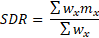 SDR = ∑ wₓmₓ / ∑ wₓ